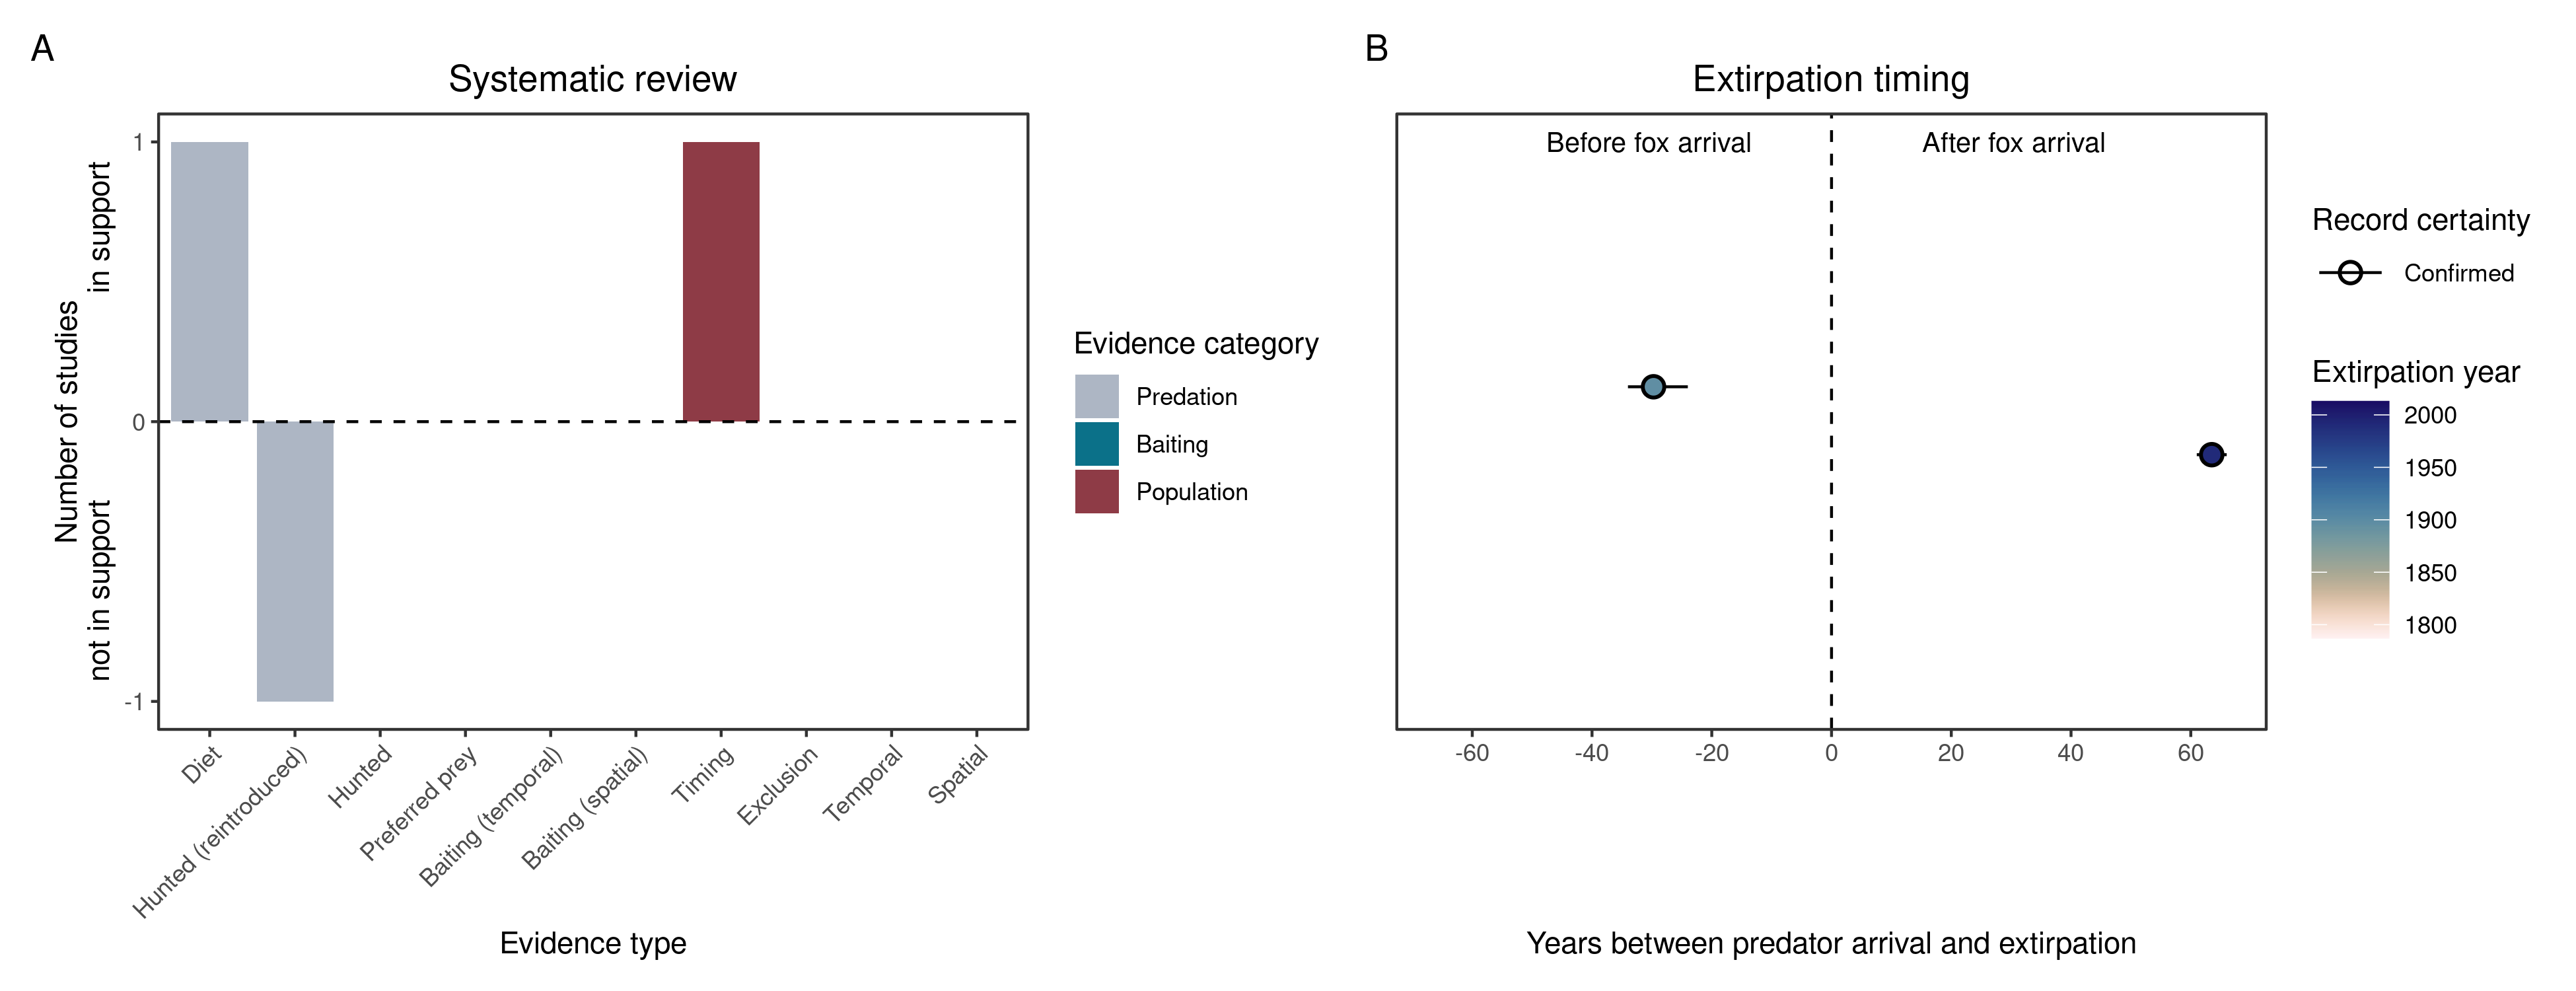 A
Systematic review
Number of studies
in support
not in support
1
0
-1
Diet
Hunted (reintroduced)
Hunted
Preferred prey
Baiting (temporal)
Baiting (spatial)
Timing
Exclusion
Temporal
Spatial
Evidence type
Evidence category
Predation
Baiting
Population
B
Extirpation timing
Before fox arrival
After fox arrival
-60
-40
-20
0
20
40
60
Years between predator arrival and extirpation
Record certainty
Confirmed
Extirpation year
2000
1950
1900
1850
1800